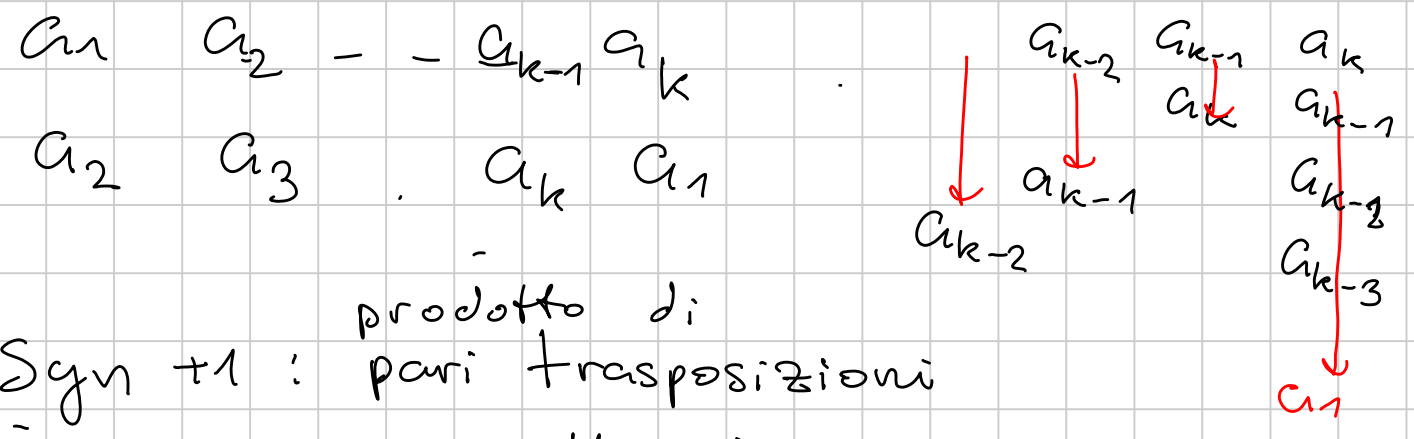 a1 a2 - - ak-1 ak . ak-2 ak-1 ak
ak ak-1
a2 a3 . ak a1 ak-1 ak-2
ak-2 ak-3
prodotto di
Sgn +1 : pari trasposizioni
a1